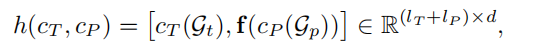 h(c_T, c_P) = [c_T(𝒢_t), f(c_P(𝒢_p))] ∈ ℝ^{(l_T+l_P)×d},